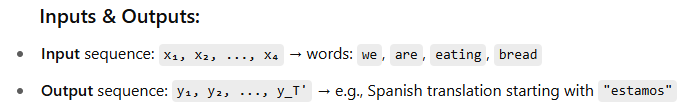 Inputs & Outputs:
• Input sequence: x₁, x₂, ..., x₄ → words: we, are, eating, bread
• Output sequence: y₁, y₂, ..., y_T' → e.g., Spanish translation starting with "estamos"